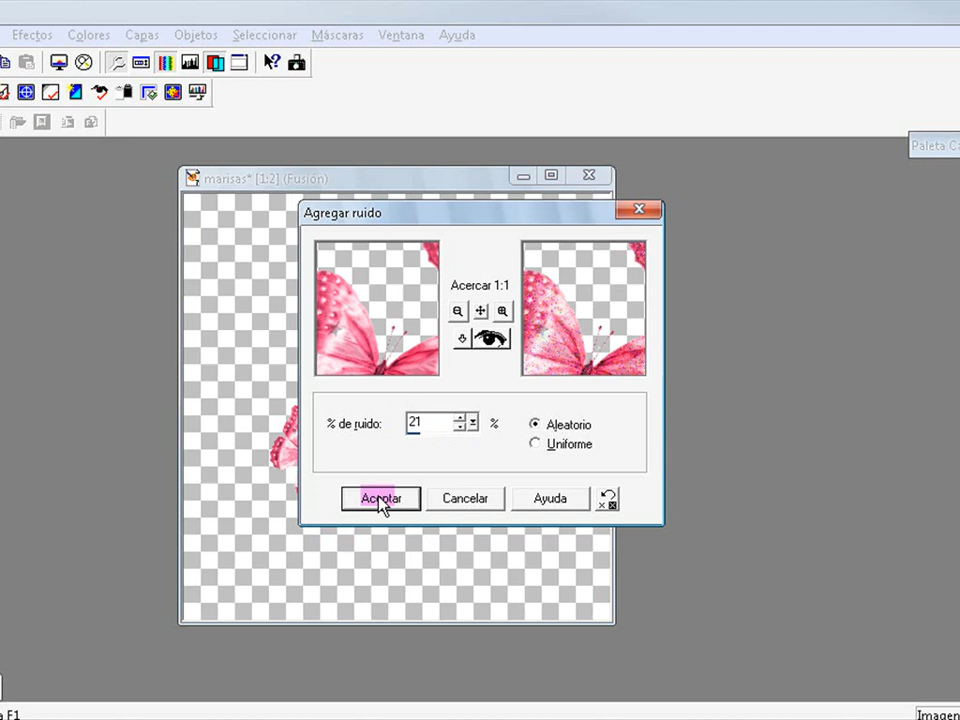 Efectos Colores Capas Objetos Seleccionar Máscaras Ventana Ayuda
Paleta
marisas* [1:2] (Fusión)
Agregar ruido
Acercar 1:1
% de ruido: 21 %
Aleatorio
Uniforme
Aceptar Cancelar Ayuda
a F1
Imagen